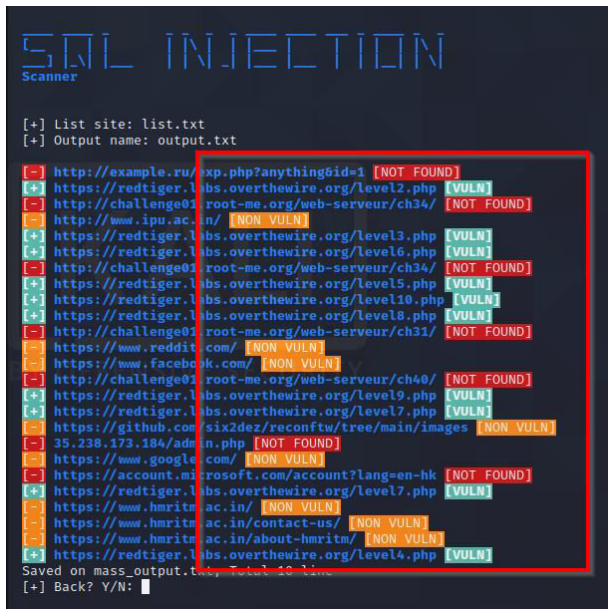 SQL INJECTION
Scanner
[+] List site: list.txt
[+] Output name: output.txt
[-] http://example.ru/exp.php?anything&id=1 [NOT FOUND]
[+] https://redtiger.labs.overthewire.org/level2.php [VULN]
[-] http://challenge01.root-me.org/web-serveur/ch34/ [NOT FOUND]
[-] http://www.ipu.ac.in/ [NON VULN]
[+] https://redtiger.labs.overthewire.org/level3.php [VULN]
[+] https://redtiger.labs.overthewire.org/level6.php [VULN]
[-] http://challenge01.root-me.org/web-serveur/ch34/ [NOT FOUND]
[+] https://redtiger.labs.overthewire.org/level5.php [VULN]
[+] https://redtiger.labs.overthewire.org/level10.php [VULN]
[+] https://redtiger.labs.overthewire.org/level8.php [VULN]
[-] http://challenge01.root-me.org/web-serveur/ch31/ [NOT FOUND]
[-] https://www.reddit.com/ [NON VULN]
[-] https://www.facebook.com/ [NON VULN]
[-] http://challenge01.root-me.org/web-serveur/ch40/ [NOT FOUND]
[+] https://redtiger.labs.overthewire.org/level9.php [VULN]
[+] https://redtiger.labs.overthewire.org/level7.php [VULN]
[-] https://github.com/six2dez/reconftw/tree/main/images [NON VULN]
[-] 35.238.173.184/admin.php [NOT FOUND]
[-] https://www.google.com/ [NON VULN]
[-] https://account.microsoft.com/account?lang=en-hk [NOT FOUND]
[+] https://redtiger.labs.overthewire.org/level7.php [VULN]
[-] https://www.hmritm.ac.in/ [NON VULN]
[-] https://www.hmritm.ac.in/contact-us/ [NON VULN]
[-] https://www.hmritm.ac.in/about-hmritm/ [NON VULN]
[+] https://redtiger.labs.overthewire.org/level4.php [VULN]
Saved on mass_output.txt, Total 10 line
[+] Back? Y/N: